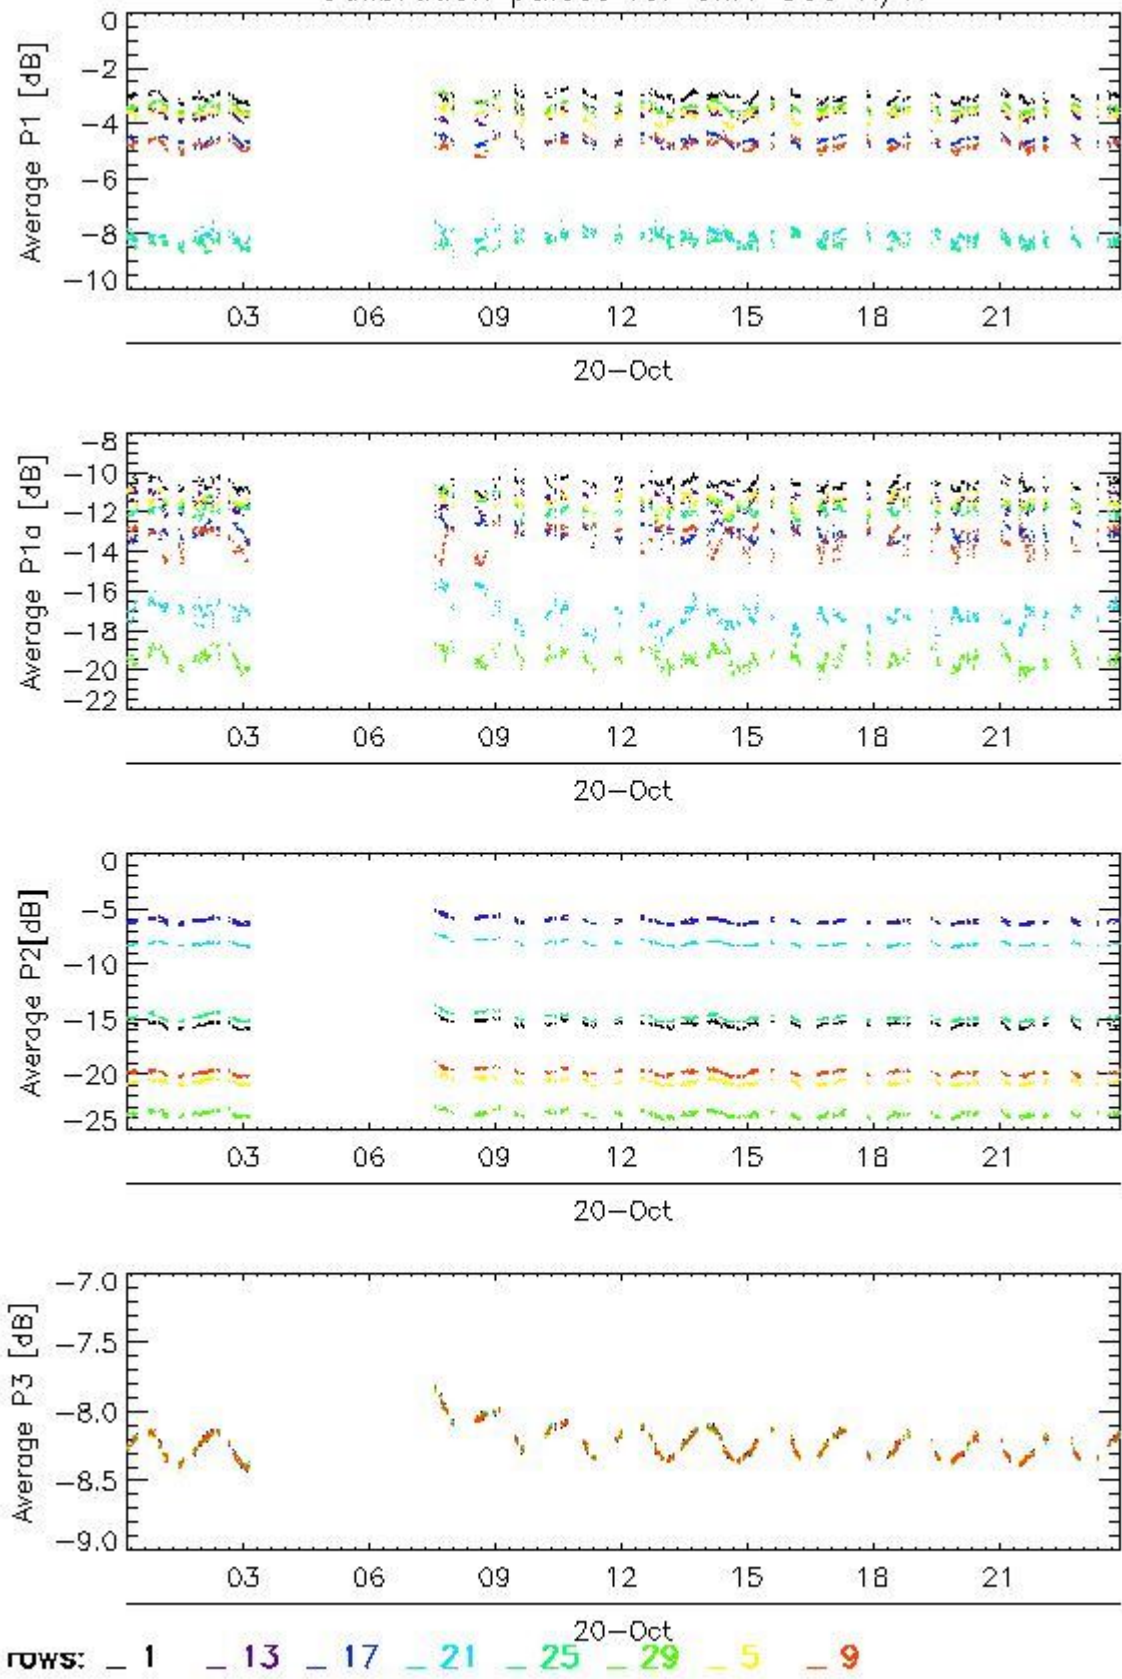 0
−2
−4
−6
−8
−10
Average P1 [dB]
03 06 09 12 15 18 21
20−Oct
−8
−10
−12
−14
−16
−18
−20
−22
Average P1a [dB]
03 06 09 12 15 18 21
20−Oct
0
−5
−10
−15
−20
−25
Average P2[dB]
03 06 09 12 15 18 21
20−Oct
−7.0
−7.5
−8.0
−8.5
−9.0
Average P3 [dB]
03 06 09 12 15 18 21
20−Oct
rows: _ 1 _ 13 _ 17 _ 21 _ 25 _ 29 _ 5 _ 9